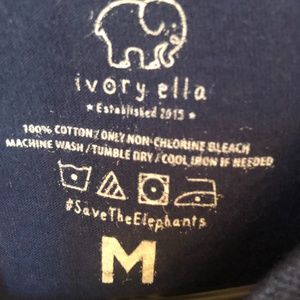 ivory ella
★ Established 2015 ★
100% COTTON / ONLY NON-CHLORINE BLEACH
MACHINE WASH / TUMBLE DRY / COOL IRON IF NEEDED
#SaveTheElephants
M